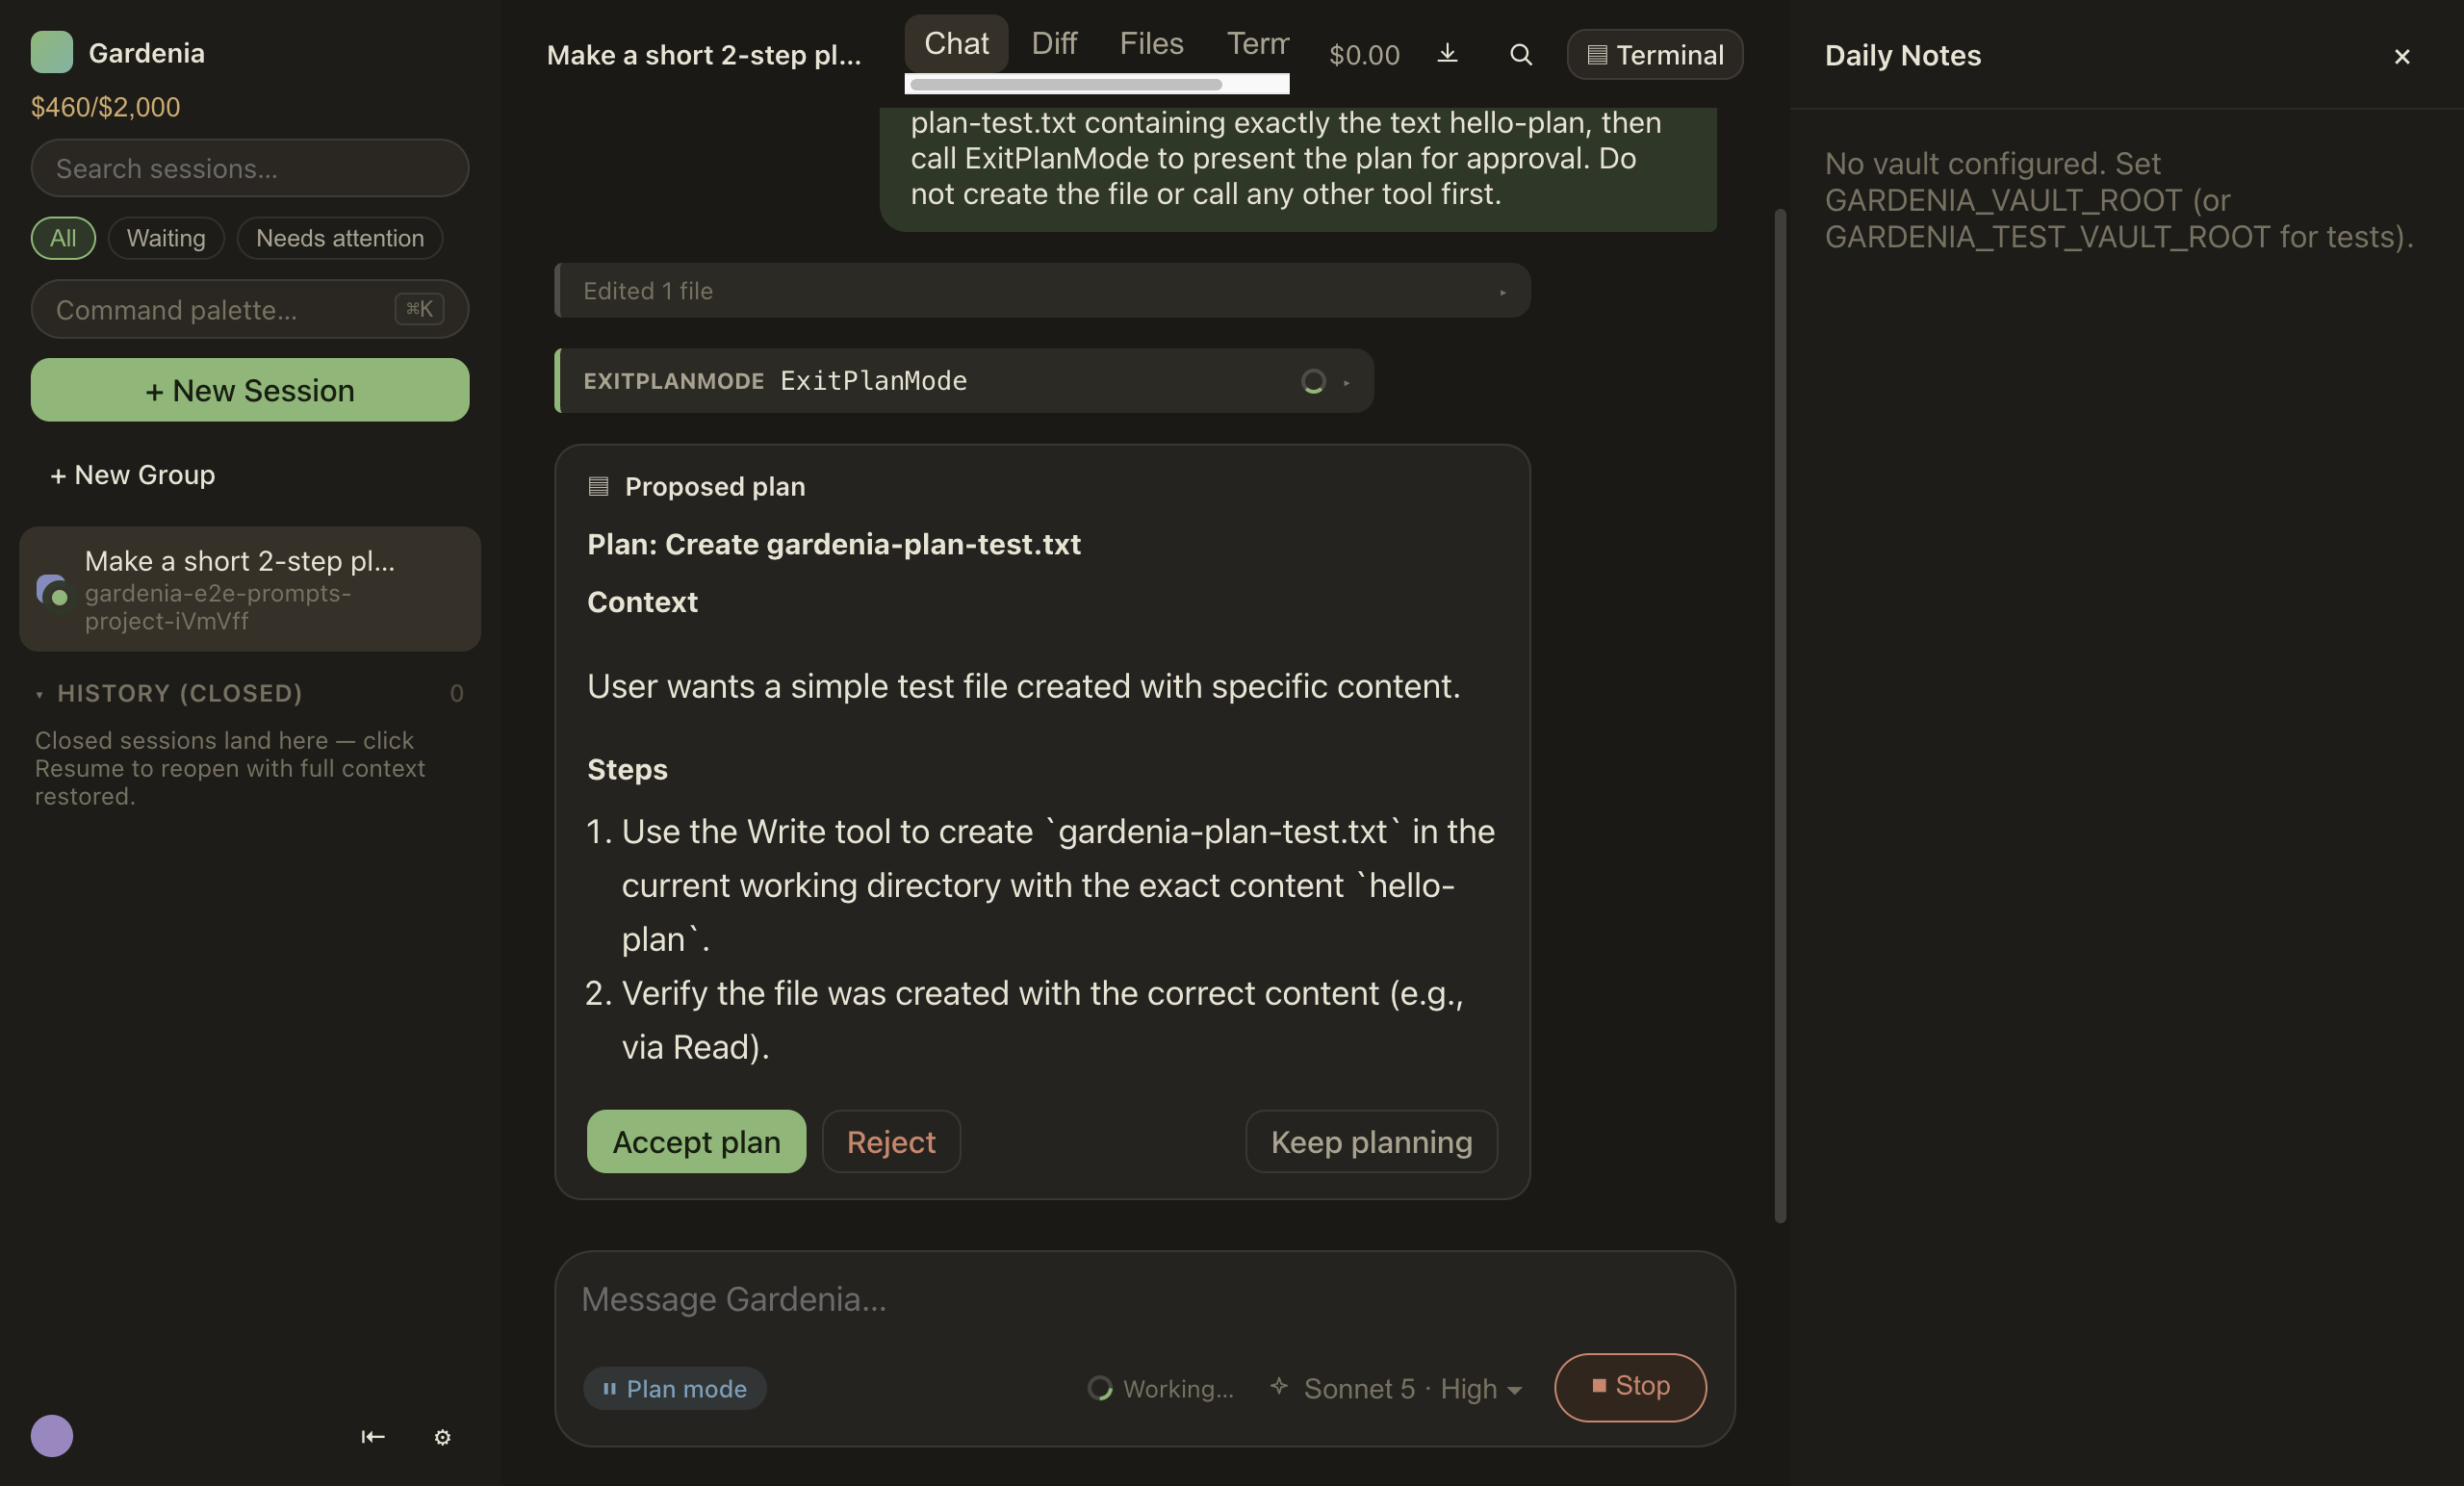 Gardenia
$460/$2,000
Search sessions...
All
Waiting
Needs attention
Command palette...
⌘K
+ New Session
+ New Group
Make a short 2-step pl...
gardenia-e2e-prompts-
project-iVmVff
HISTORY (CLOSED)
0
Closed sessions land here — click
Resume to reopen with full context
restored.
Make a short 2-step pl...
Chat
Diff
Files
Term
$0.00
Terminal
plan-test.txt containing exactly the text hello-plan, then
call ExitPlanMode to present the plan for approval. Do
not create the file or call any other tool first.
Edited 1 file
EXITPLANMODE ExitPlanMode
Proposed plan
Plan: Create gardenia-plan-test.txt
Context
User wants a simple test file created with specific content.
Steps
1. Use the Write tool to create `gardenia-plan-test.txt` in the
current working directory with the exact content `hello-
plan`.
2. Verify the file was created with the correct content (e.g.,
via Read).
Accept plan
Reject
Keep planning
Message Gardenia...
Plan mode
Working...
Sonnet 5 · High
Stop
Daily Notes
No vault configured. Set
GARDENIA_VAULT_ROOT (or
GARDENIA_TEST_VAULT_ROOT for tests).